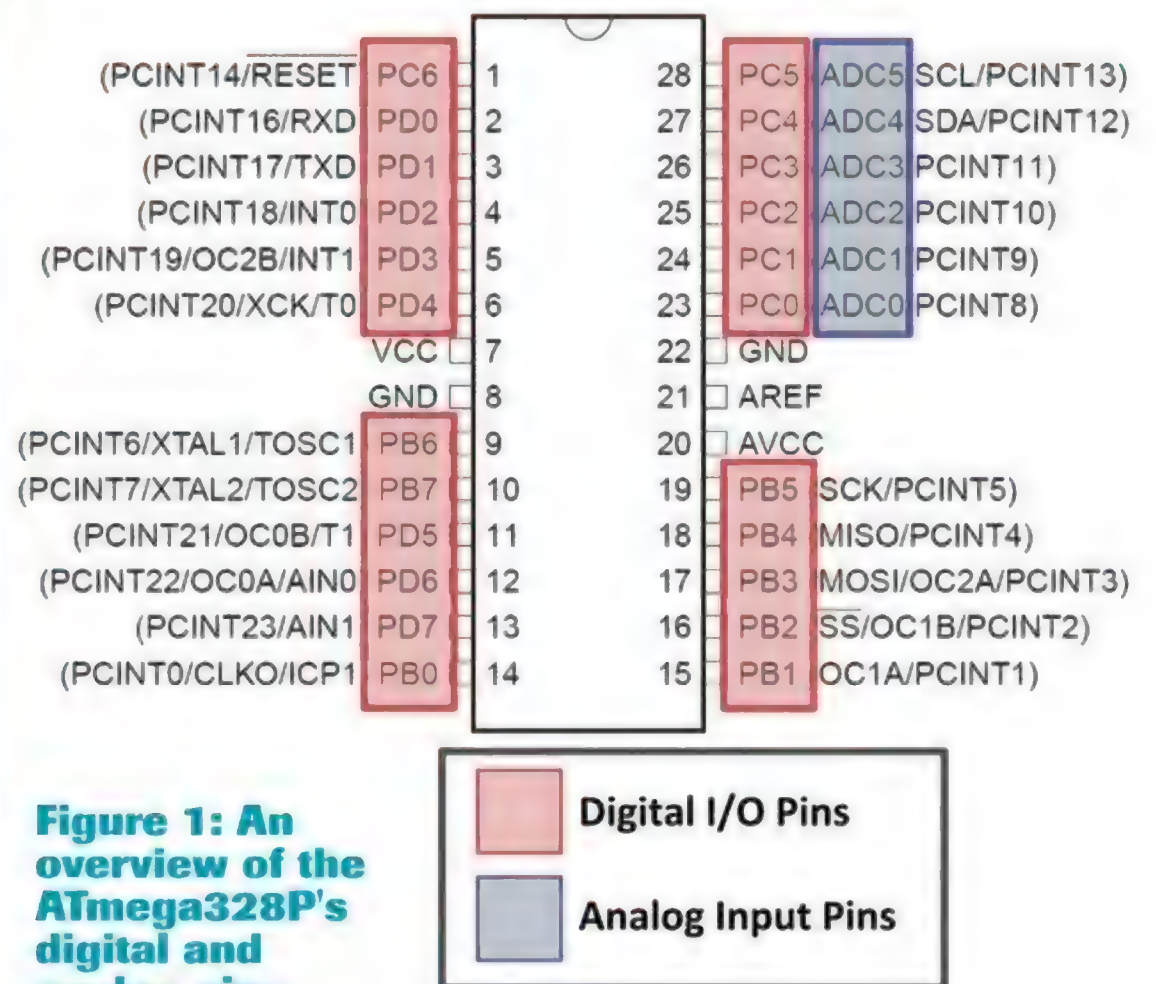 (PCINT14/RESET PC6 1 28 PC5 ADC5 SCL/PCINT13)
(PCINT16/RXD PD0 2 27 PC4 ADC4 SDA/PCINT12)
(PCINT17/TXD PD1 3 26 PC3 ADC3 PCINT11)
(PCINT18/INT0 PD2 4 25 PC2 ADC2 PCINT10)
(PCINT19/OC2B/INT1 PD3 5 24 PC1 ADC1 PCINT9)
(PCINT20/XCK/T0 PD4 6 23 PC0 ADC0 PCINT8)
VCC 7 22 GND
GND 8 21 AREF
(PCINT6/XTAL1/TOSC1 PB6 9 20 AVCC
(PCINT7/XTAL2/TOSC2 PB7 10 19 PB5 SCK/PCINT5)
(PCINT21/OC0B/T1 PD5 11 18 PB4 MISO/PCINT4)
(PCINT22/OC0A/AIN0 PD6 12 17 PB3 MOSI/OC2A/PCINT3)
(PCINT23/AIN1 PD7 13 16 PB2 SS/OC1B/PCINT2)
(PCINT0/CLKO/ICP1 PB0 14 15 PB1 OC1A/PCINT1)
Digital I/O Pins
Analog Input Pins
Figure 1: An
overview of the
ATmega328P's
digital and